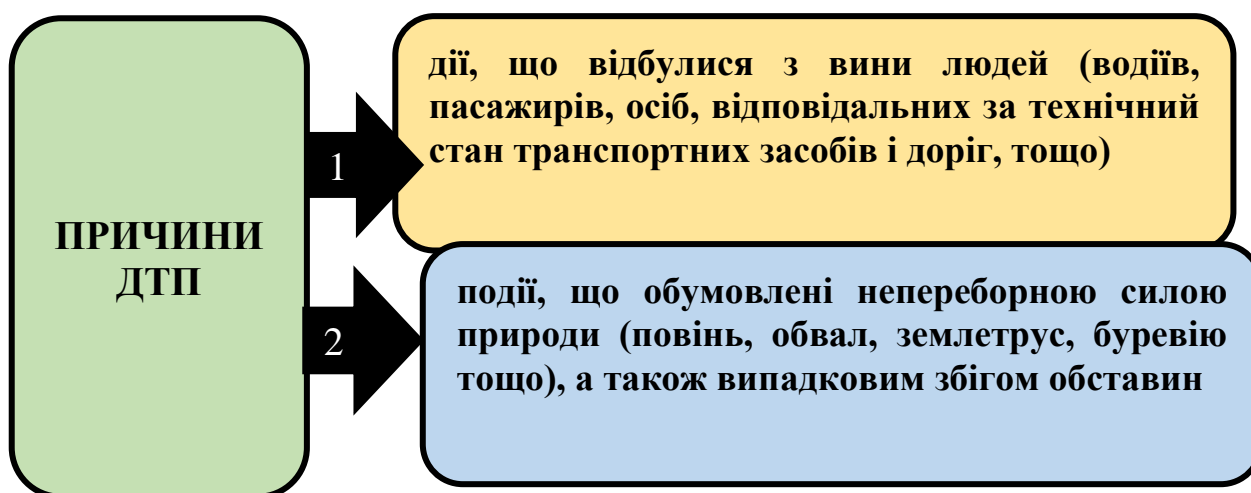 ПРИЧИНИ
ДТП
1
дії, що відбулися з вини людей (водіїв,
пасажирів, осіб, відповідальних за технічний
стан транспортних засобів і доріг, тощо)
2
події, що обумовлені непереборною силою
природи (повінь, обвал, землетрус, буревію
тощо), а також випадковим збігом обставин